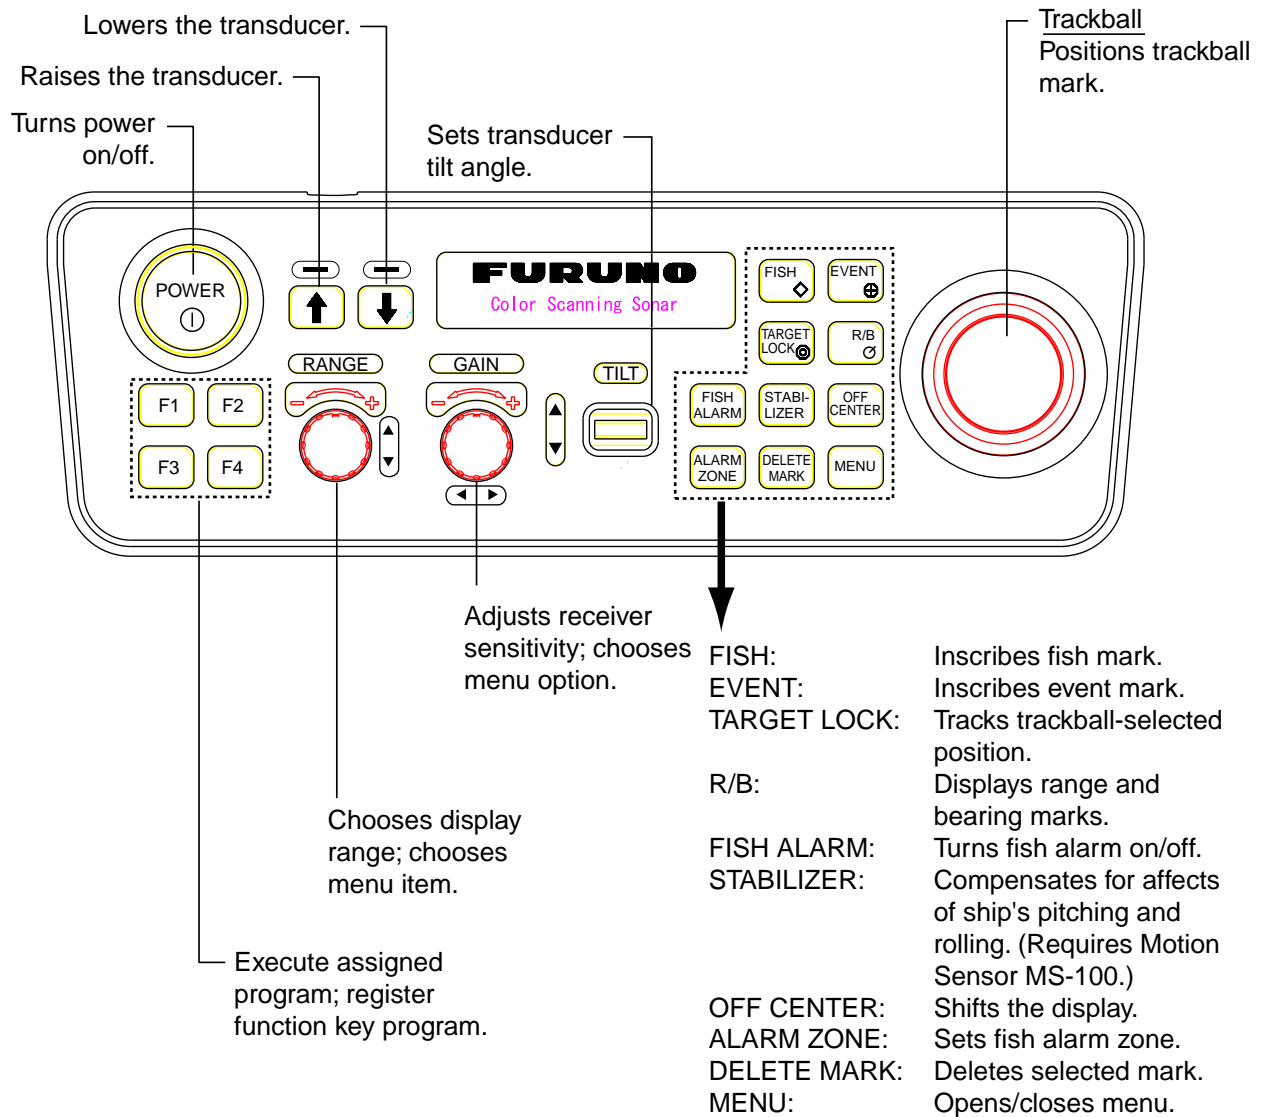 Lowers the transducer.
Raises the transducer.
Turns power
on/off.
Sets transducer
tilt angle.
Trackball
Positions trackball
mark.
POWER
FURUNO
Color Scanning Sonar
FISH
EVENT
TARGET
LOCK
R/B
RANGE
GAIN
TILT
F1
F2
F3
F4
FISH
ALARM
STABI-
LIZER
OFF
CENTER
ALARM
ZONE
DELETE
MARK
MENU
Adjusts receiver
sensitivity; chooses
menu option.
Chooses display
range; chooses
menu item.
Execute assigned
program; register
function key program.
FISH: Inscribes fish mark.
EVENT: Inscribes event mark.
TARGET LOCK: Tracks trackball-selected
position.
R/B: Displays range and
bearing marks.
FISH ALARM: Turns fish alarm on/off.
STABILIZER: Compensates for affects
of ship's pitching and
rolling. (Requires Motion
Sensor MS-100.)
OFF CENTER: Shifts the display.
ALARM ZONE: Sets fish alarm zone.
DELETE MARK: Deletes selected mark.
MENU: Opens/closes menu.